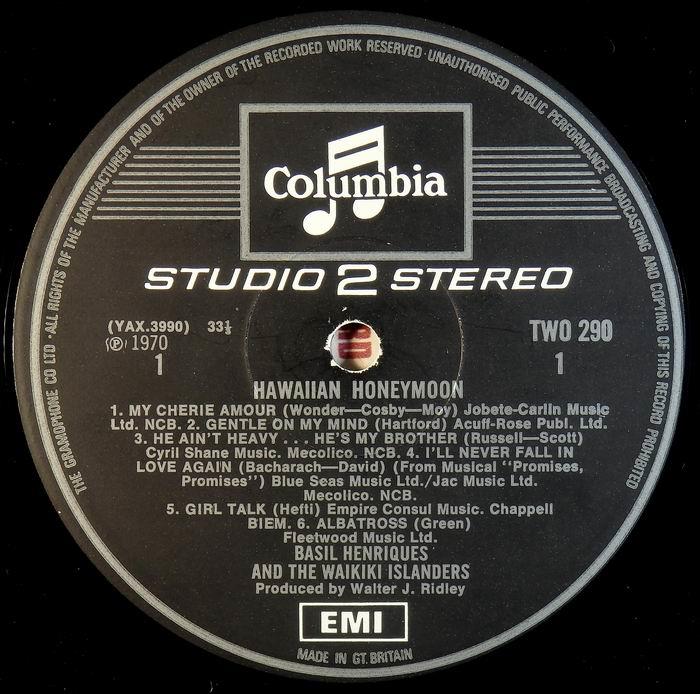 THE GRAMOPHONE CO LTD · ALL RIGHTS OF THE MANUFACTURER AND OF THE OWNER OF THE RECORDED WORK RESERVED · UNAUTHORISED PUBLIC PERFORMANCE BROADCASTING AND COPYING OF THIS RECORD PROHIBITED
Columbia
STUDIO 2 STEREO
(YAX.3990) 33⅓
Ⓟ 1970
1
TWO 290
1
HAWAIIAN HONEYMOON
1. MY CHERIE AMOUR (Wonder—Cosby—Moy) Jobete-Carlin Music
Ltd. NCB. 2. GENTLE ON MY MIND (Hartford) Acuff-Rose Publ. Ltd.
3. HE AIN'T HEAVY . . . HE'S MY BROTHER (Russell—Scott)
Cyril Shane Music. Mecolico. NCB. 4. I'LL NEVER FALL IN
LOVE AGAIN (Bacharach—David) (From Musical "Promises,
Promises") Blue Seas Music Ltd./Jac Music Ltd.
Mecolico. NCB.
5. GIRL TALK (Hefti) Empire Consul Music. Chappell
BIEM. 6. ALBATROSS (Green)
Fleetwood Music Ltd.
BASIL HENRIQUES
AND THE WAIKIKI ISLANDERS
Produced by Walter J. Ridley
EMI
MADE IN GT. BRITAIN